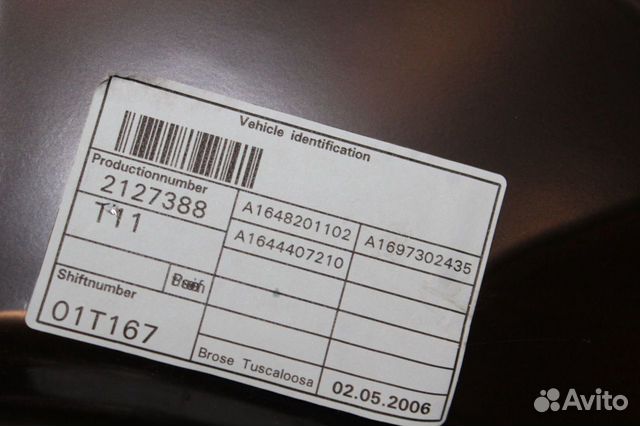 Vehicle identification
Productionnumber
2127388
T11
A1648201102
A1697302435
A1644407210
Shiftnumber
01T167
Brose Tuscaloosa
02.05.2006
Avito